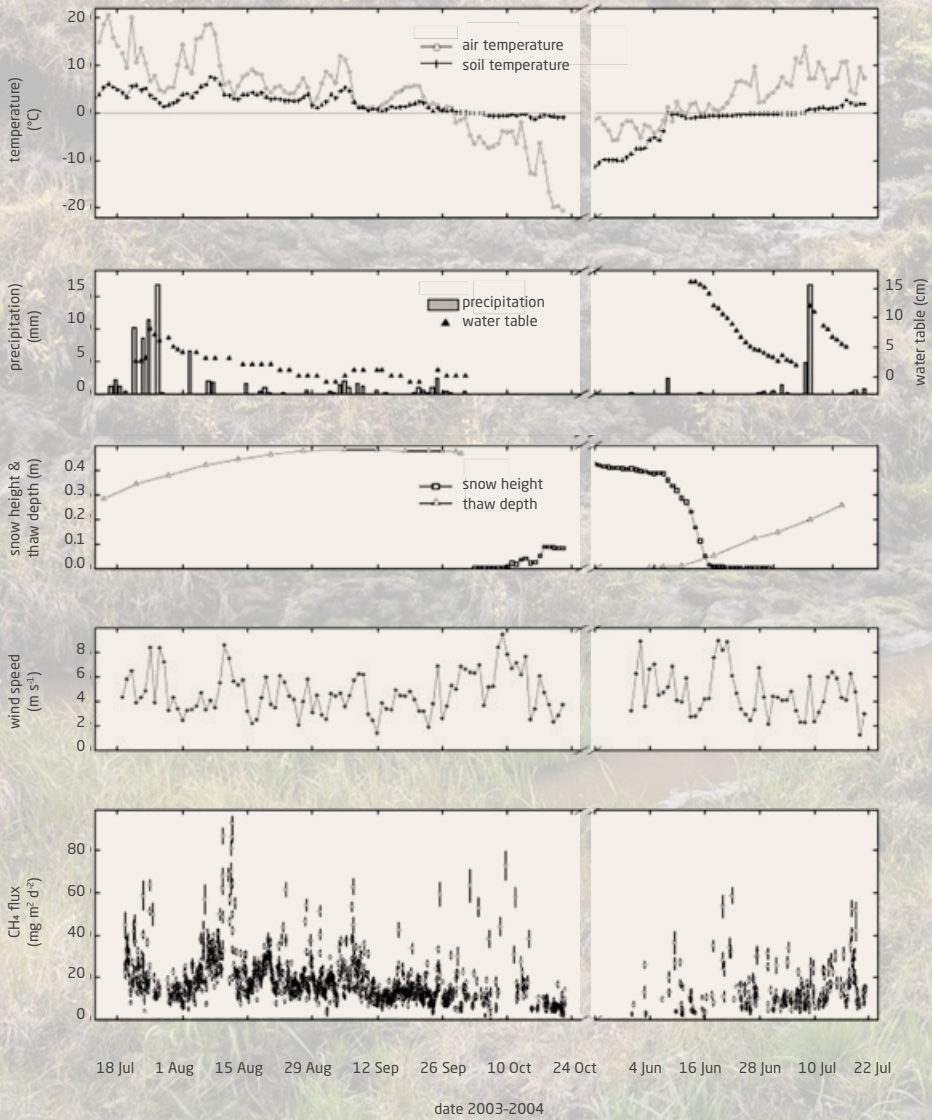 20
10
0
-10
-20
temperature)
(°C)
air temperature
soil temperature
15
10
5
0
precipitation)
(mm)
precipitation
water table
15
10
5
0
water table (cm)
0.4
0.3
0.2
0.1
0.0
snow height &
thaw depth (m)
snow height
thaw depth
8
6
4
2
0
wind speed
(m s⁻¹)
80
60
40
20
0
CH₄ flux
(mg m² d⁻²)
18 Jul 1 Aug 15 Aug 29 Aug 12 Sep 26 Sep 10 Oct 24 Oct 4 Jun 16 Jun 28 Jun 10 Jul 22 Jul
date 2003-2004